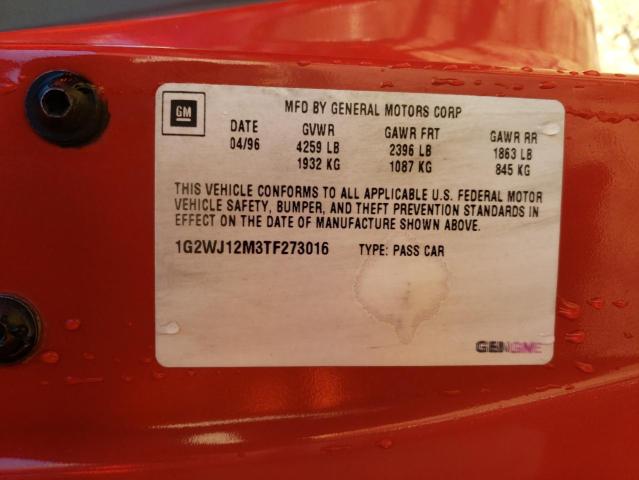 GM
MFD BY GENERAL MOTORS CORP
DATE GVWR GAWR FRT GAWR RR
04/96 4259 LB 2396 LB 1863 LB
1932 KG 1087 KG 845 KG
THIS VEHICLE CONFORMS TO ALL APPLICABLE U.S. FEDERAL MOTOR
VEHICLE SAFETY, BUMPER, AND THEFT PREVENTION STANDARDS IN
EFFECT ON THE DATE OF MANUFACTURE SHOWN ABOVE.
1G2WJ12M3TF273016 TYPE: PASS CAR